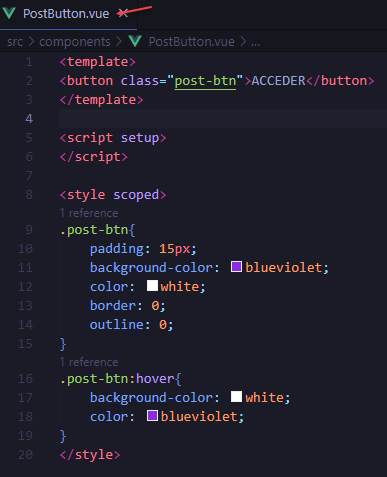 PostButton.vue
src > components > PostButton.vue > ...
1 <template>
2 <button class="post-btn">ACCEDER</button>
3 </template>
4
5 <script setup>
6 </script>
7
8 <style scoped>
1 reference
9 .post-btn{
10     padding: 15px;
11     background-color: blueviolet;
12     color: white;
13     border: 0;
14     outline: 0;
15 }
1 reference
16 .post-btn:hover{
17     background-color: white;
18     color: blueviolet;
19 }
20 </style>